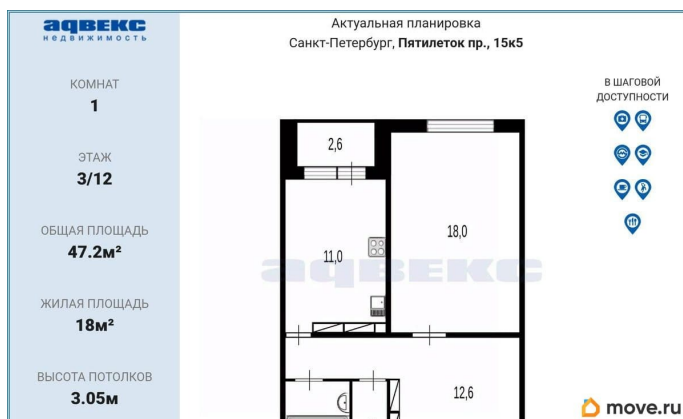 адвекс
НЕДВИЖИМОСТЬ
КОМНАТ
1
ЭТАЖ
3/12
ОБЩАЯ ПЛОЩАДЬ
47.2м²
ЖИЛАЯ ПЛОЩАДЬ
18м²
ВЫСОТА ПОТОЛКОВ
3.05м
Актуальная планировка
Санкт-Петербург, Пятилеток пр., 15к5
2,6
11,0
18,0
адвекс
12,6
В ШАГОВОЙ
ДОСТУПНОСТИ
move.ru